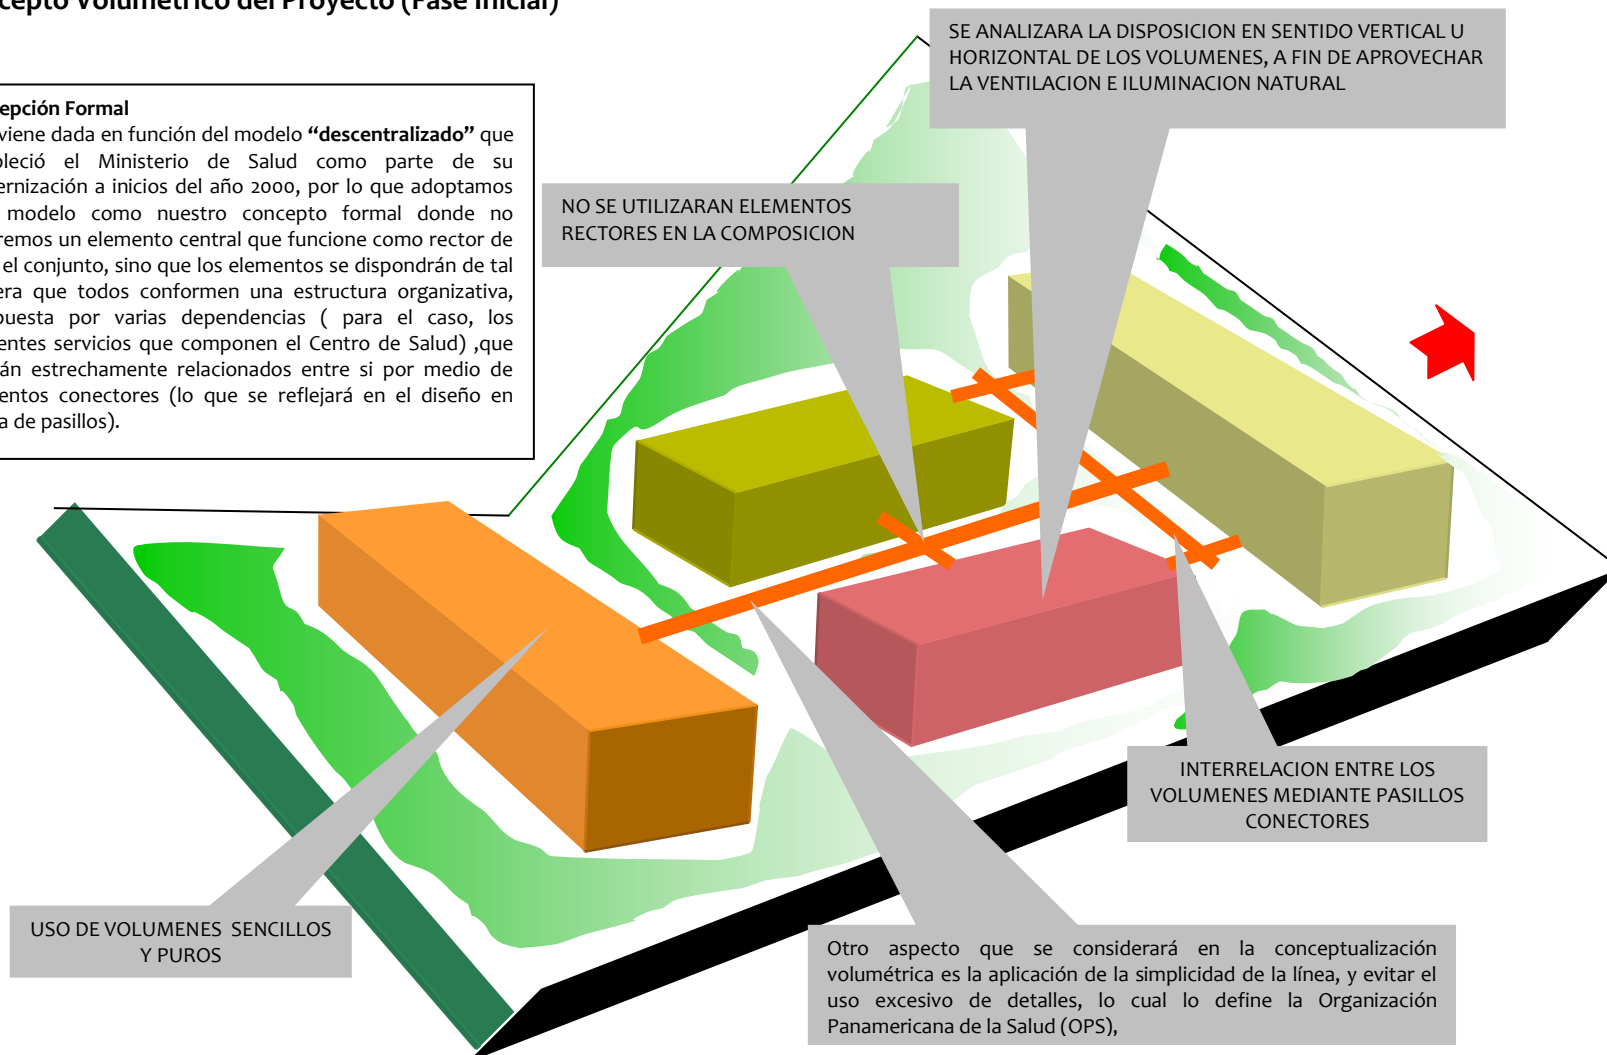 cepto Volumétrico del Proyecto (Fase Inicial)
SE ANALIZARA LA DISPOSICION EN SENTIDO VERTICAL U
HORIZONTAL DE LOS VOLUMENES, A FIN DE APROVECHAR
LA VENTILACION E ILUMINACION NATURAL
epción Formal
viene dada en función del modelo “descentralizado” que
bleció el Ministerio de Salud como parte de su
ernización a inicios del año 2000, por lo que adoptamos
modelo como nuestro concepto formal donde no
remos un elemento central que funcione como rector de
el conjunto, sino que los elementos se dispondrán de tal
era que todos conformen una estructura organizativa,
puesta por varias dependencias ( para el caso, los
entes servicios que componen el Centro de Salud) ,que
án estrechamente relacionados entre si por medio de
entos conectores (lo que se reflejará en el diseño en
a de pasillos).
NO SE UTILIZARAN ELEMENTOS
RECTORES EN LA COMPOSICION
INTERRELACION ENTRE LOS
VOLUMENES MEDIANTE PASILLOS
CONECTORES
USO DE VOLUMENES SENCILLOS
Y PUROS
Otro aspecto que se considerará en la conceptualización
volumétrica es la aplicación de la simplicidad de la línea, y evitar el
uso excesivo de detalles, lo cual lo define la Organización
Panamericana de la Salud (OPS),